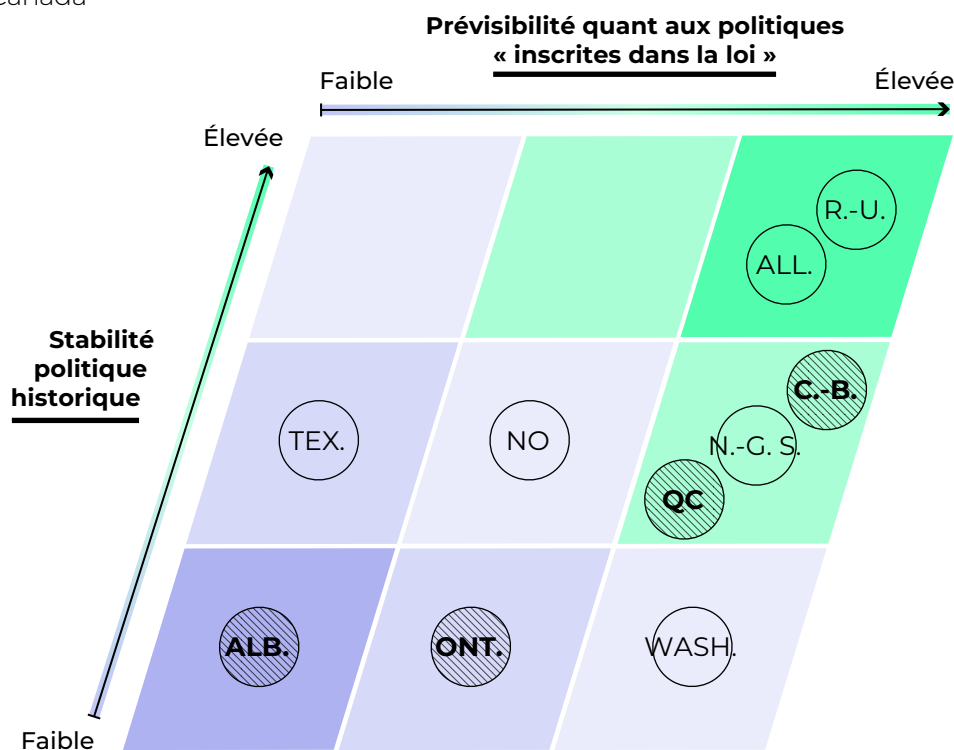 Canada
Prévisibilité quant aux politiques
« inscrites dans la loi »
Faible
Élevée
Élevée
R.-U.
ALL.
Stabilité
politique
historique
C.-B.
TEX.
NO
N.-G. S.
QC
ALB.
ONT.
WASH.
Faible